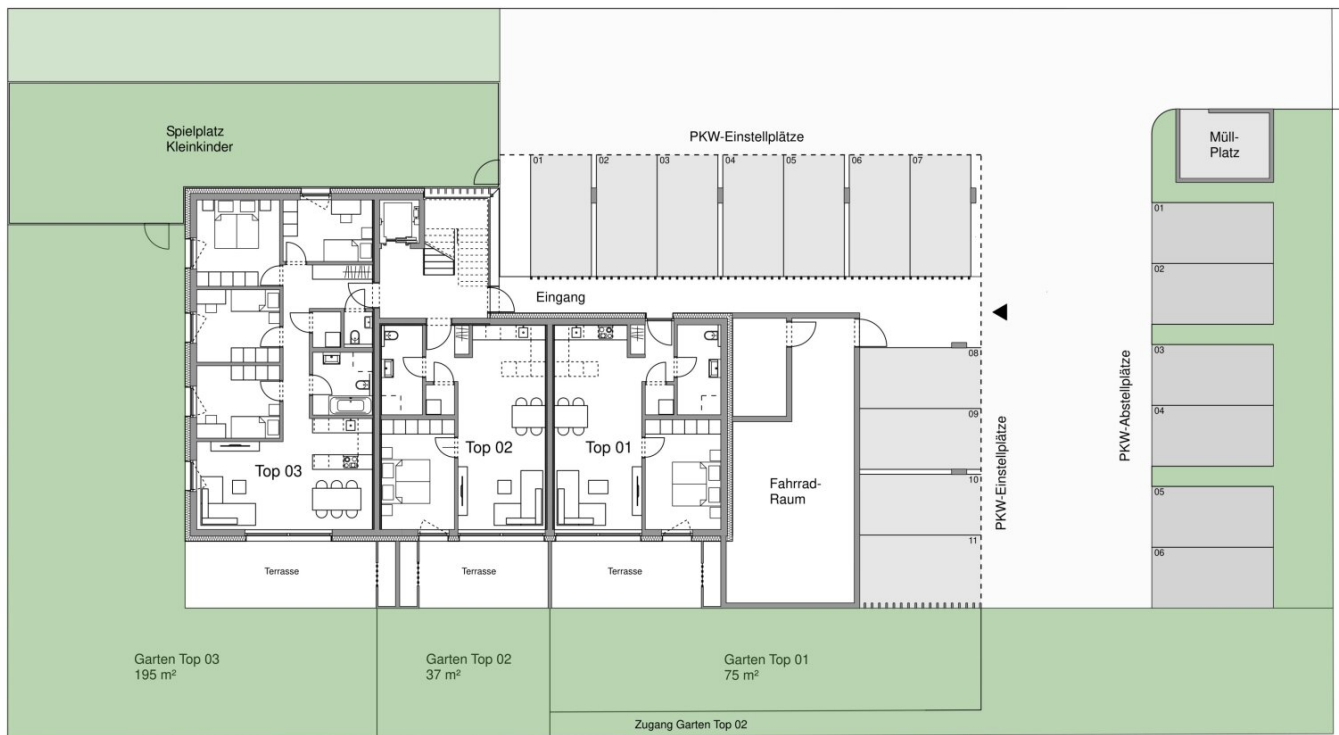 Spielplatz
Kleinkinder
PKW-Einstellplätze
01
02
03
04
05
06
07
Müll-
Platz
01
02
03
04
05
06
PKW-Abstellplätze
Eingang
08
09
10
11
PKW-Einstellplätze
Top 03
Top 02
Top 01
Fahrrad-
Raum
Terrasse
Terrasse
Terrasse
Garten Top 03
195 m²
Garten Top 02
37 m²
Garten Top 01
75 m²
Zugang Garten Top 02